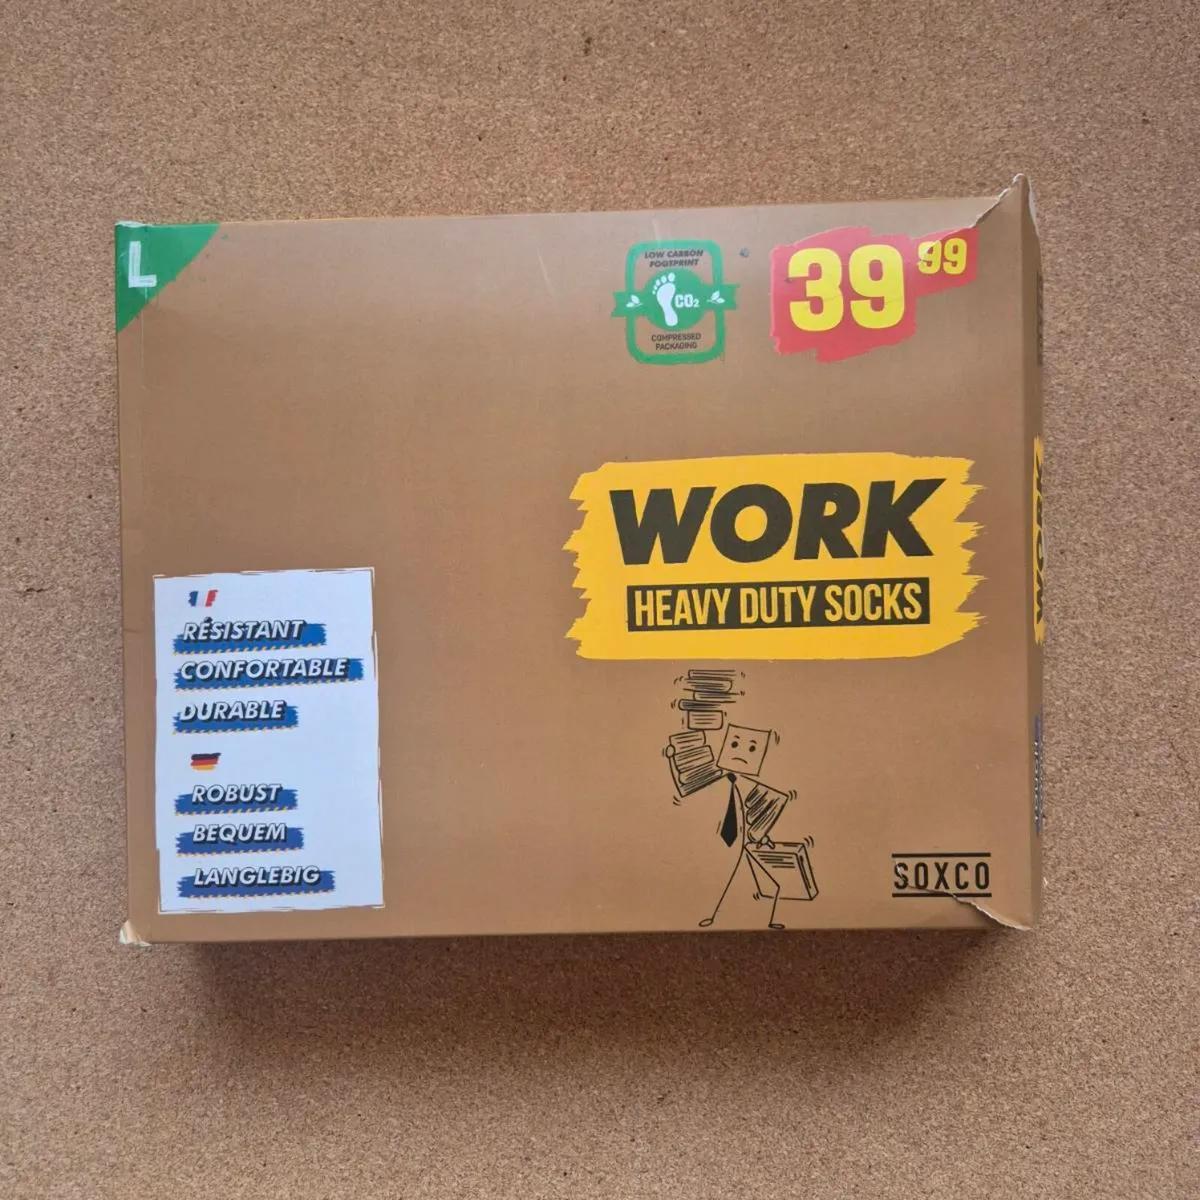 L
LOW CARBON
FOOTPRINT
CO₂
COMPRESSED
PACKAGING
39 99
WORK
HEAVY DUTY SOCKS
WORK
RÉSISTANT
CONFORTABLE
DURABLE
ROBUST
BEQUEM
LANGLEBIG
SOXCO